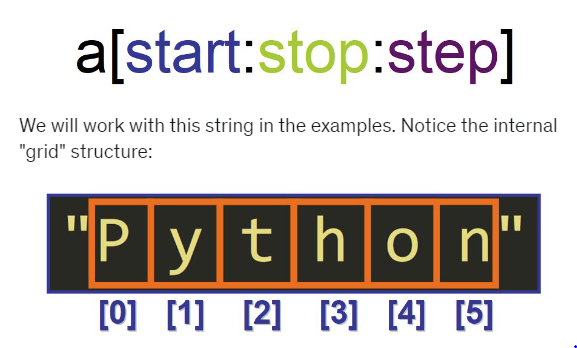 a[start:stop:step]
We will work with this string in the examples. Notice the internal
"grid" structure:
"Python"
[0] [1] [2] [3] [4] [5]